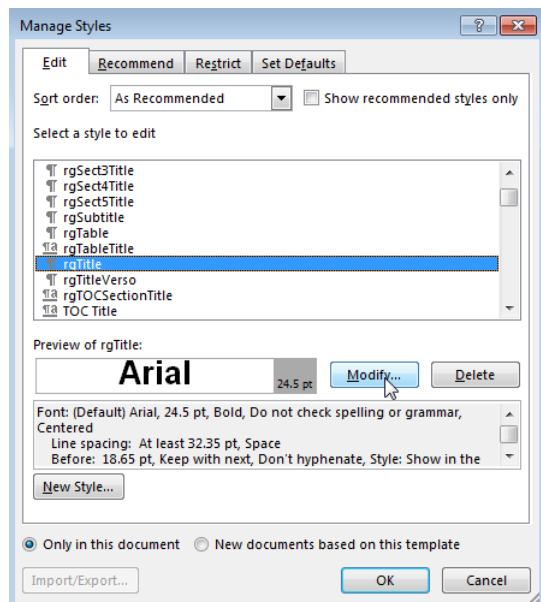 Manage Styles
Edit Recommend Restrict Set Defaults
Sort order: As Recommended Show recommended styles only
Select a style to edit
¶ rgSect3Title
¶ rgSect4Title
¶ rgSect5Title
¶ rgSubtitle
¶ rgTable
¶a rgTableTitle
¶ rgTitle
¶ rgTitleVerso
¶a rgTOCSectionTitle
¶a TOC Title
Preview of rgTitle:
Arial 24.5 pt Modify... Delete
Font: (Default) Arial, 24.5 pt, Bold, Do not check spelling or grammar,
Centered
Line spacing: At least 32.35 pt, Space
Before: 18.65 pt, Keep with next, Don't hyphenate, Style: Show in the
New Style...
Only in this document New documents based on this template
Import/Export... OK Cancel